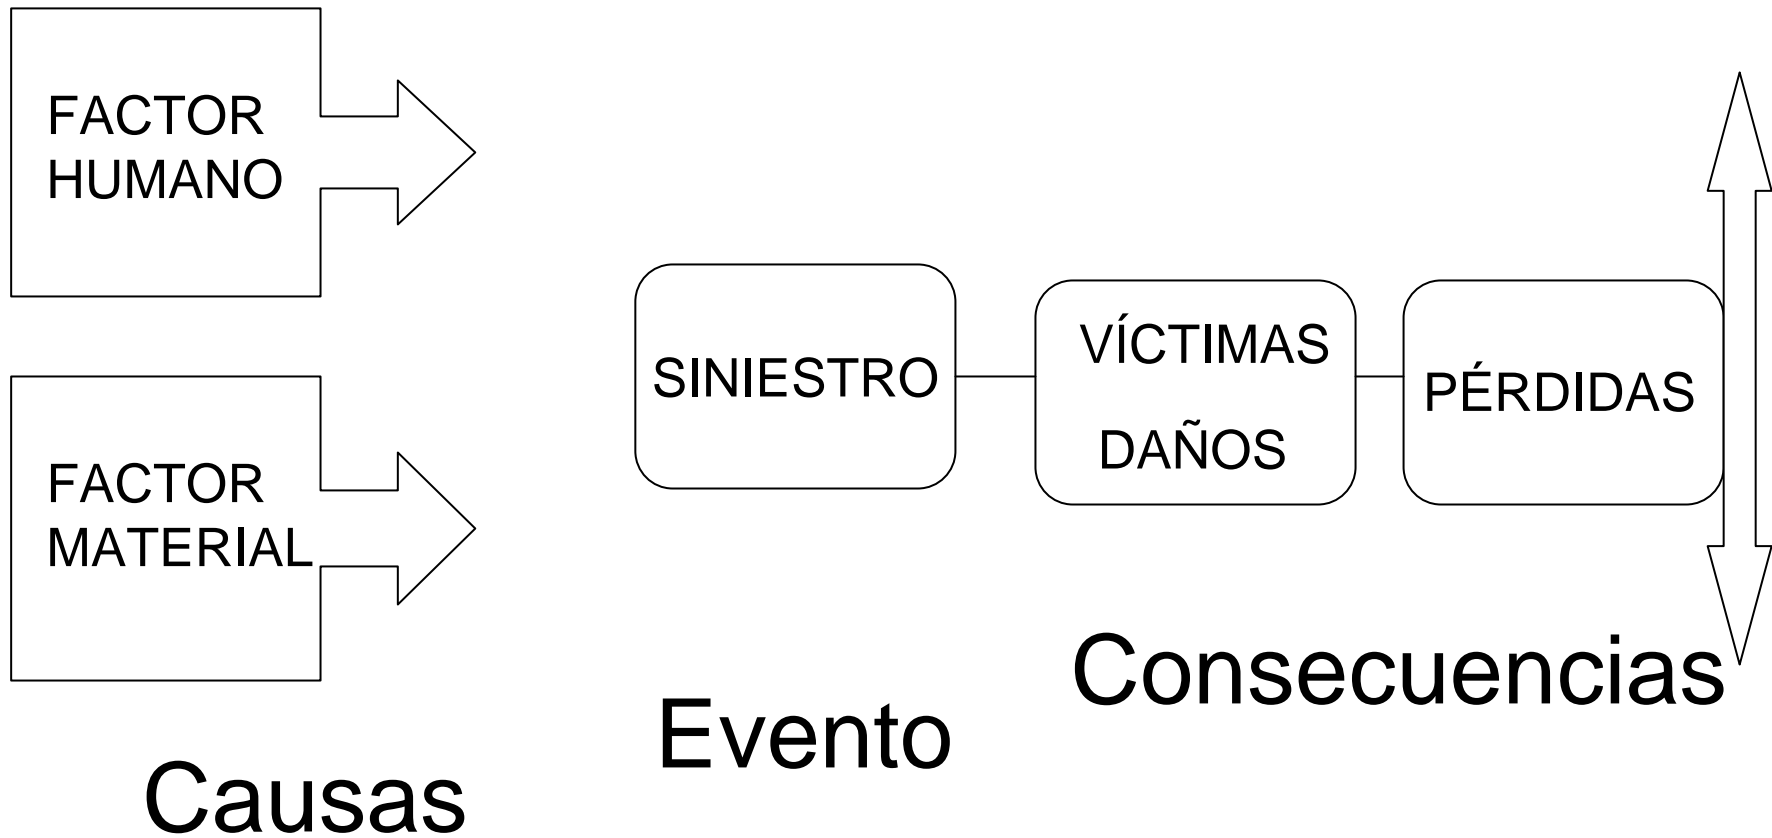 FACTOR
HUMANO
FACTOR
MATERIAL
SINIESTRO
VÍCTIMAS
DAÑOS
PÉRDIDAS
Causas
Evento
Consecuencias